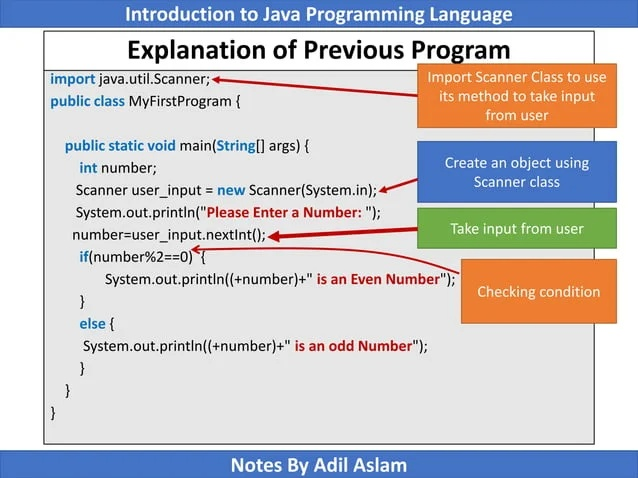 Introduction to Java Programming Language
Explanation of Previous Program
import java.util.Scanner;
public class MyFirstProgram {
public static void main(String[] args) {
int number;
Scanner user_input = new Scanner(System.in);
System.out.println("Please Enter a Number: ");
number=user_input.nextInt();
if(number%2==0) {
System.out.println((+number)+" is an Even Number");
}
else {
System.out.println((+number)+" is an odd Number");
}
}
}
Import Scanner Class to use
its method to take input
from user
Create an object using
Scanner class
Take input from user
Checking condition
Notes By Adil Aslam